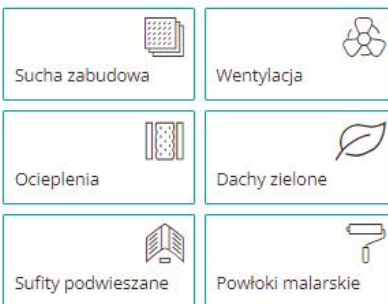 Sucha zabudowa
Wentylacja
Ocieplenia
Dachy zielone
Sufity podwieszane
Powłoki malarskie